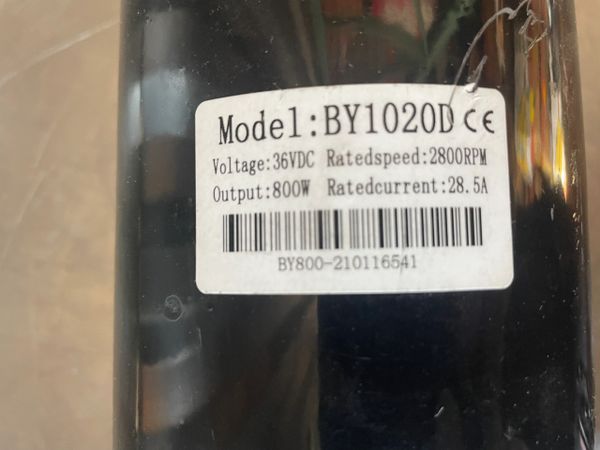 Model:BY1020D CE
Voltage:36VDC Ratedspeed:2800RPM
Output:800W Ratedcurrent:28.5A
BY800-210116541